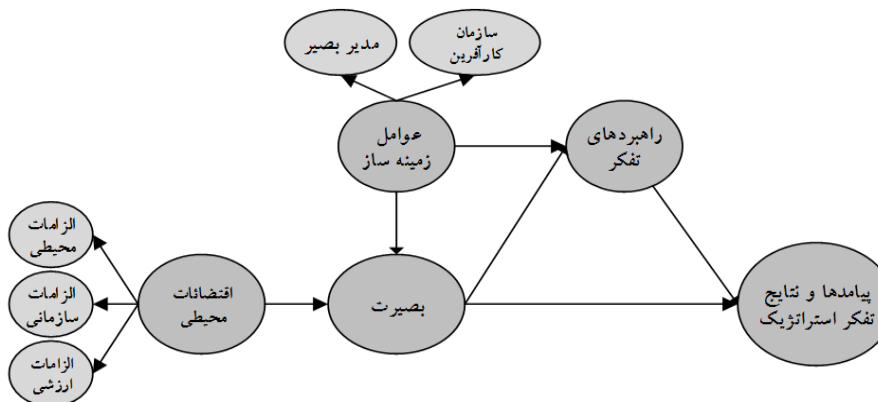 سازمان
کارآفرین
مدیر بصیر
راهبردهای
تفکر
عوامل
زمینه ساز
الزامات
محیطی
پیامدها و نتایج
تفکر استراتژیک
بصیرت
اقتضائات
محیطی
الزامات
سازمانی
الزامات
ارزشی